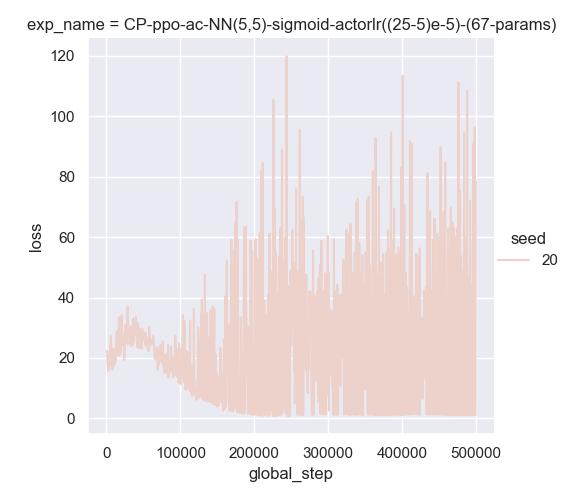 exp_name = CP-ppo-ac-NN(5,5)-sigmoid-actorlr((25-5)e-5)-(67-params)
120
100
80
60
40
20
0
loss
seed
20
0 100000 200000 300000 400000 500000
global_step